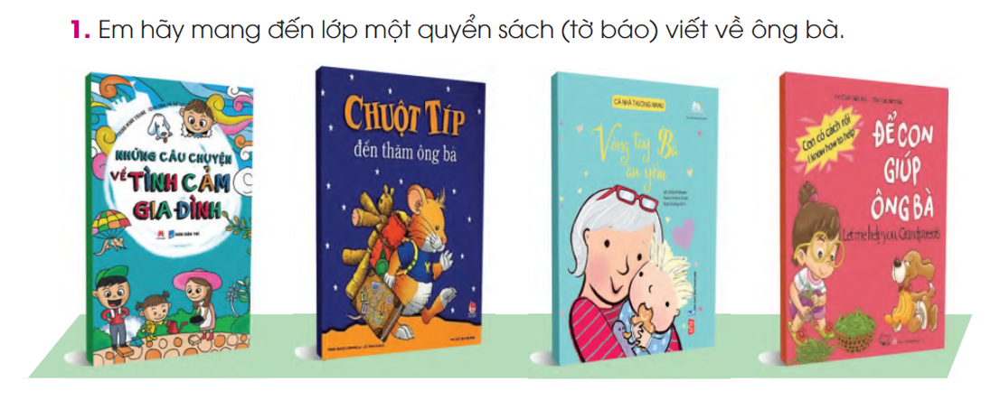 1. Em hãy mang đến lớp một quyển sách (tờ báo) viết về ông bà.
NHỮNG CÂU CHUYỆN
VỀ TÌNH CẢM
GIA ĐÌNH
CHUỘT TÍP
đến thăm ông bà
CẢ NHÀ THƯƠNG NHAU
Vòng tay Bà
âu yếm
Con có cách rồi
I know how to help
ĐỂ CON
GIÚP
ÔNG BÀ
Let me help you, Grandparents